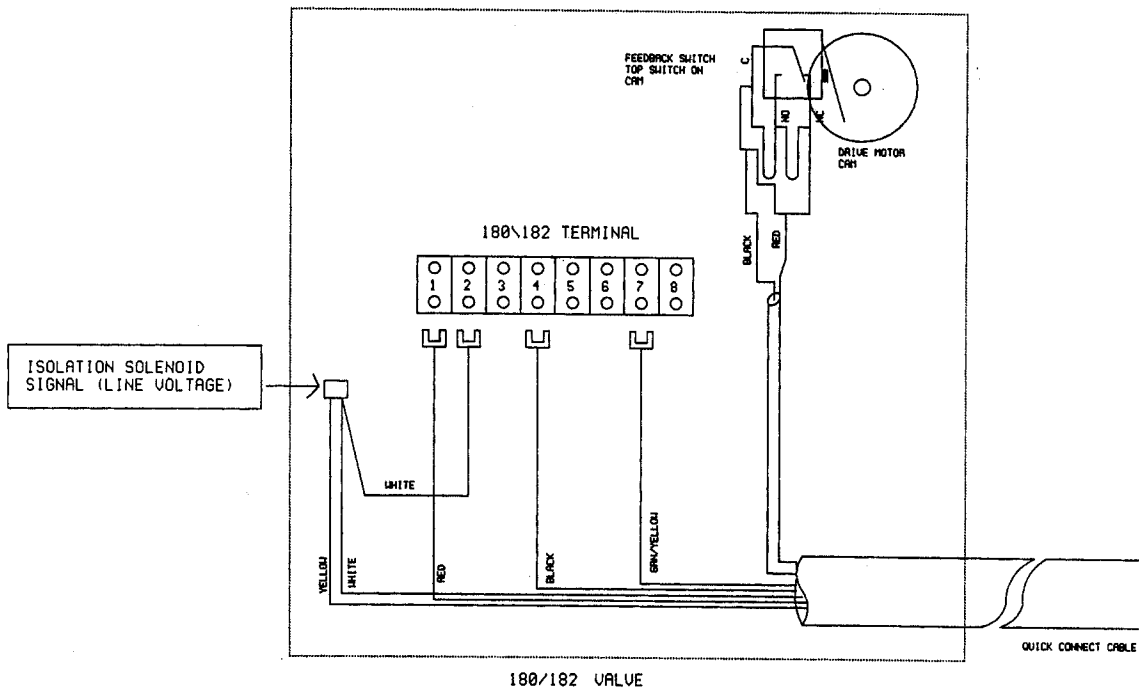 FEEDBACK SWITCH
TOP SWITCH ON
CAM
C
NO
NC
DRIVE MOTOR
CAM
BLACK
RED
180\182 TERMINAL
1 2 3 4 5 6 7 8
ISOLATION SOLENOID
SIGNAL (LINE VOLTAGE)
WHITE
YELLOW
WHITE
RED
BLACK
GRN/YELLOW
QUICK CONNECT CABLE
180/182 VALVE